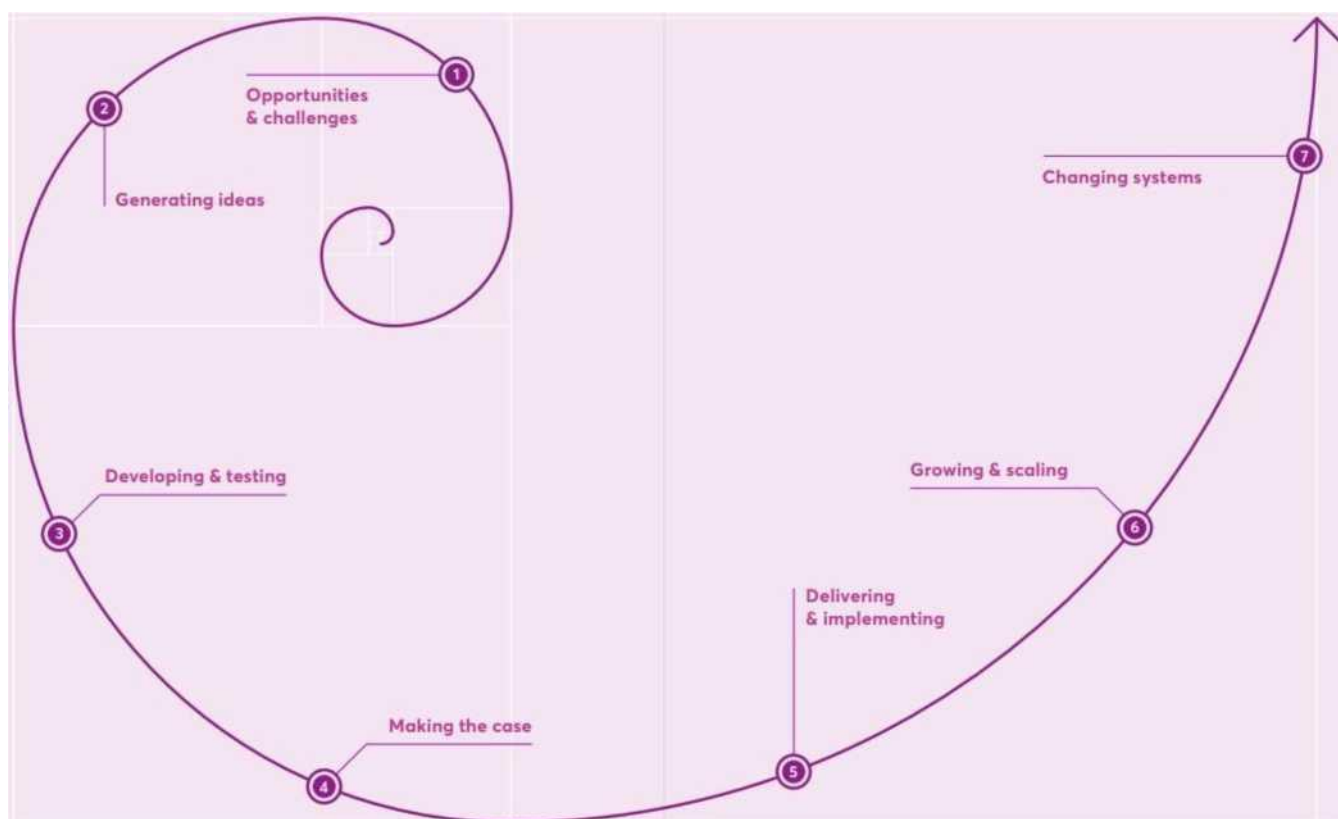 1
Opportunities
& challenges
2
Generating ideas
3
Developing & testing
4
Making the case
5
Delivering
& implementing
6
Growing & scaling
7
Changing systems